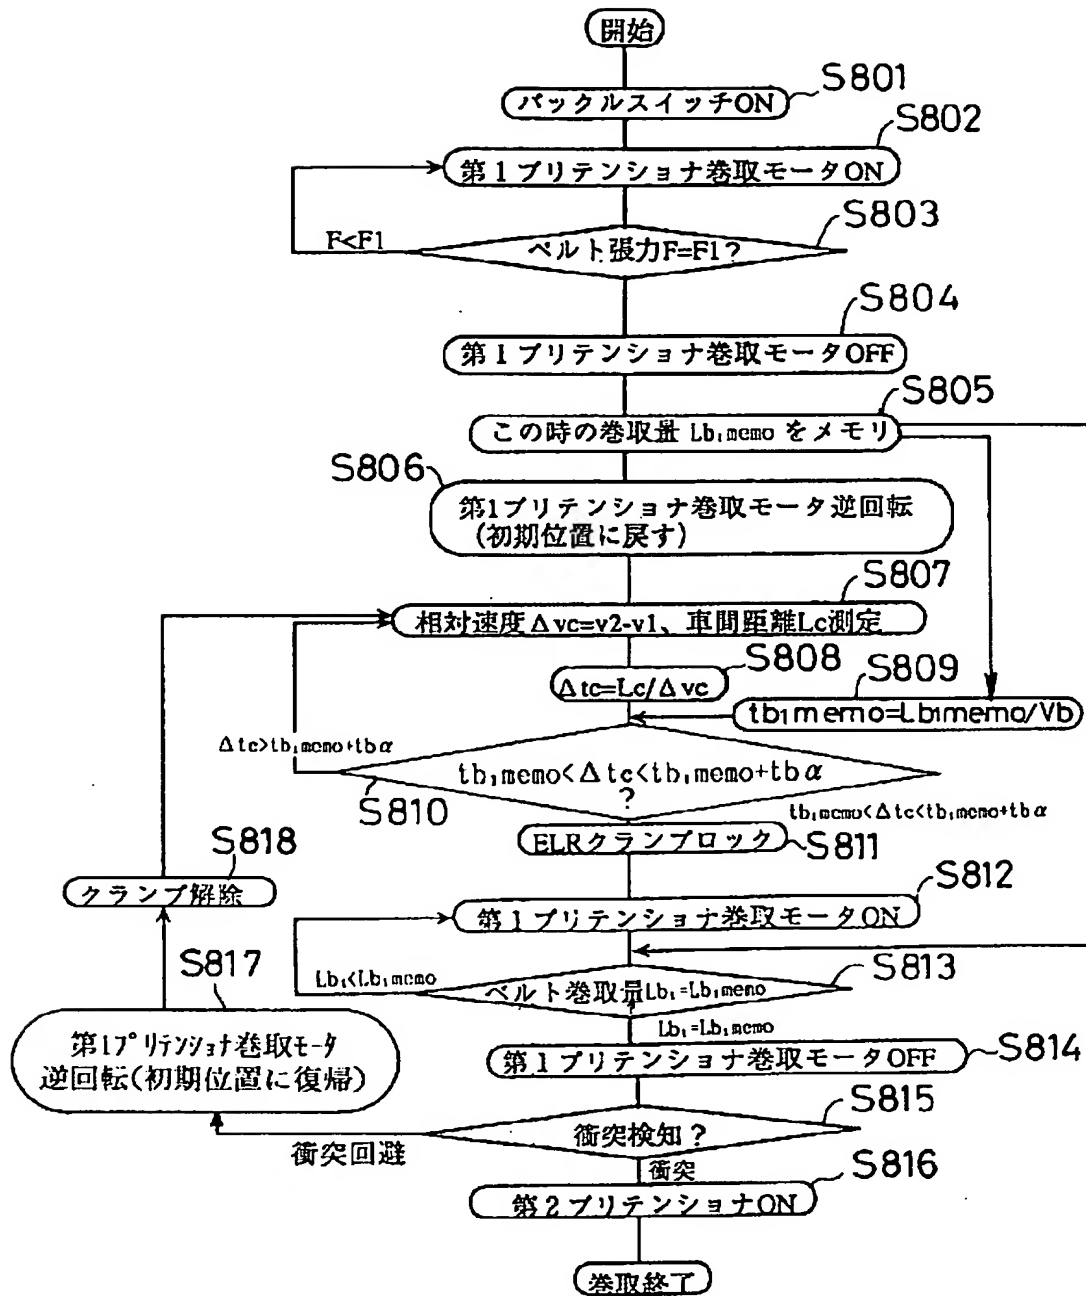 開始
S801
バックルスイッチON
S802
第1プリテンショナ巻取モータON
S803
F<F1
ベルト張力F=F1?
S804
第1プリテンショナ巻取モータOFF
S805
この時の巻取量 Lb₁memo をメモリ
S806
第1プリテンショナ巻取モータ逆回転
(初期位置に戻す)
S807
相対速度Δvc=v2-v1、車間距離Lc測定
S808
Δtc=Lc/Δvc
S809
tb₁memo=Lb₁memo/Vb
Δtc>tb₁memo+tbα
tb₁memo<Δtc<tb₁memo+tbα
?
S810
tb₁memo<Δtc<tb₁memo+tbα
ELRクランプロック
S811
S818
クランプ解除
S812
第1プリテンショナ巻取モータON
S817
S813
Lb₁<Lb₁memo
ベルト巻取量Lb₁=Lb₁memo
Lb₁=Lb₁memo
第1プリテンショナ巻取モータ
逆回転(初期位置に復帰)
第1プリテンショナ巻取モータOFF
S814
S815
衝突検知?
衝突回避
衝突
S816
第2プリテンショナON
巻取終了